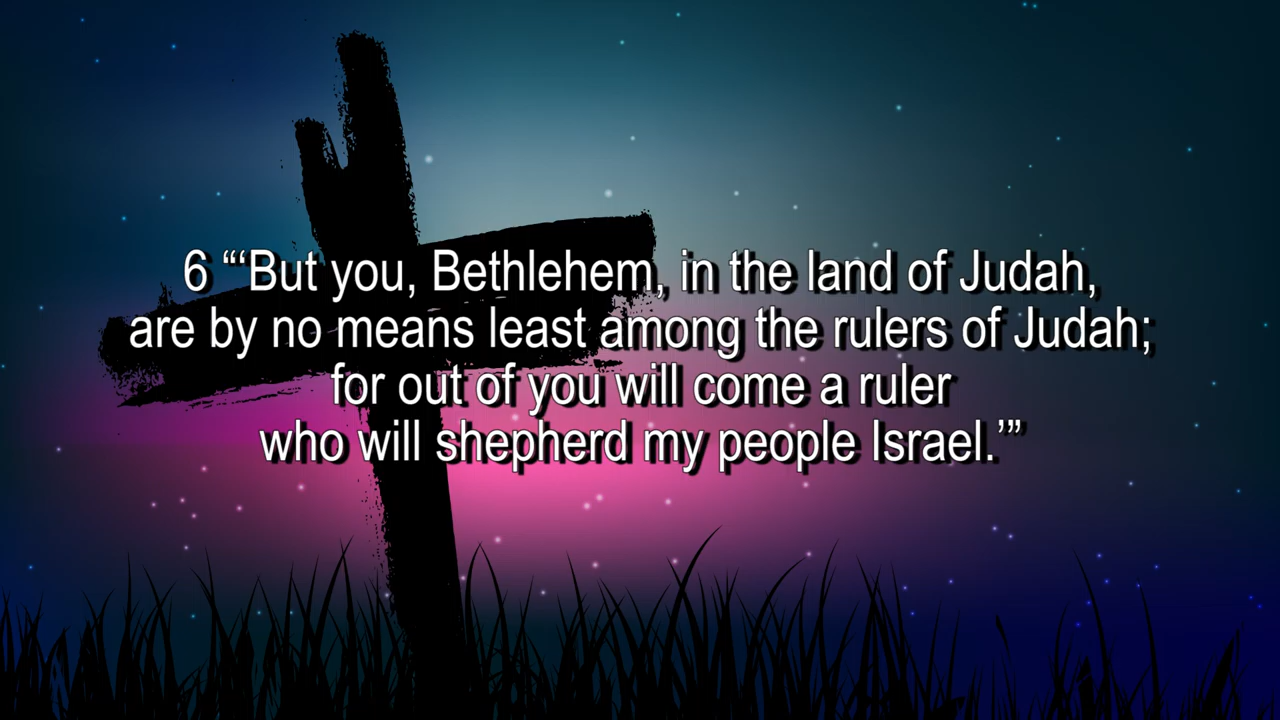 6 “‘But you, Bethlehem, in the land of Judah,
are by no means least among the rulers of Judah;
for out of you will come a ruler
who will shepherd my people Israel.’”